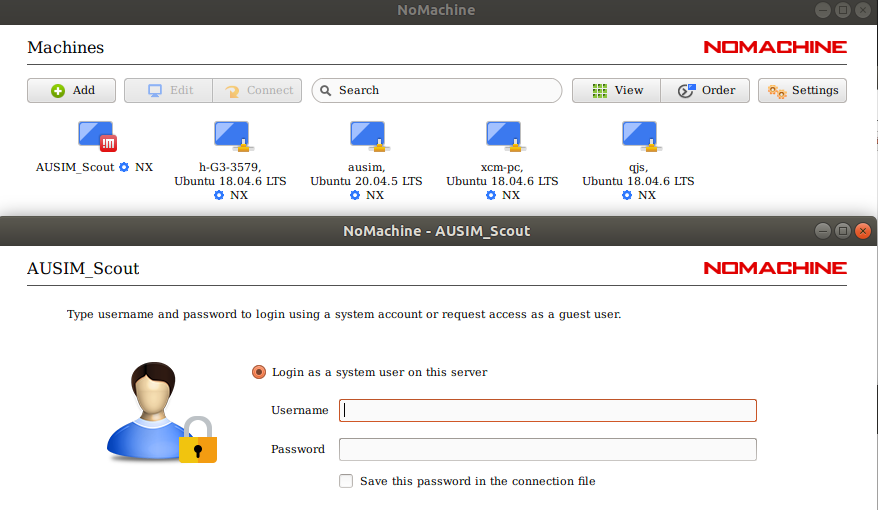 NoMachine
Machines
NOMACHINE
Add
Edit
Connect
Search
View
Order
Settings
AUSIM_Scout NX
h-G3-3579,
Ubuntu 18.04.6 LTS
NX
ausim,
Ubuntu 20.04.5 LTS
NX
xcm-pc,
Ubuntu 18.04.6 LTS
NX
qjs,
Ubuntu 18.04.6 LTS
NX
NoMachine - AUSIM_Scout
AUSIM_Scout
NOMACHINE
Type username and password to login using a system account or request access as a guest user.
Login as a system user on this server
Username
Password
Save this password in the connection file